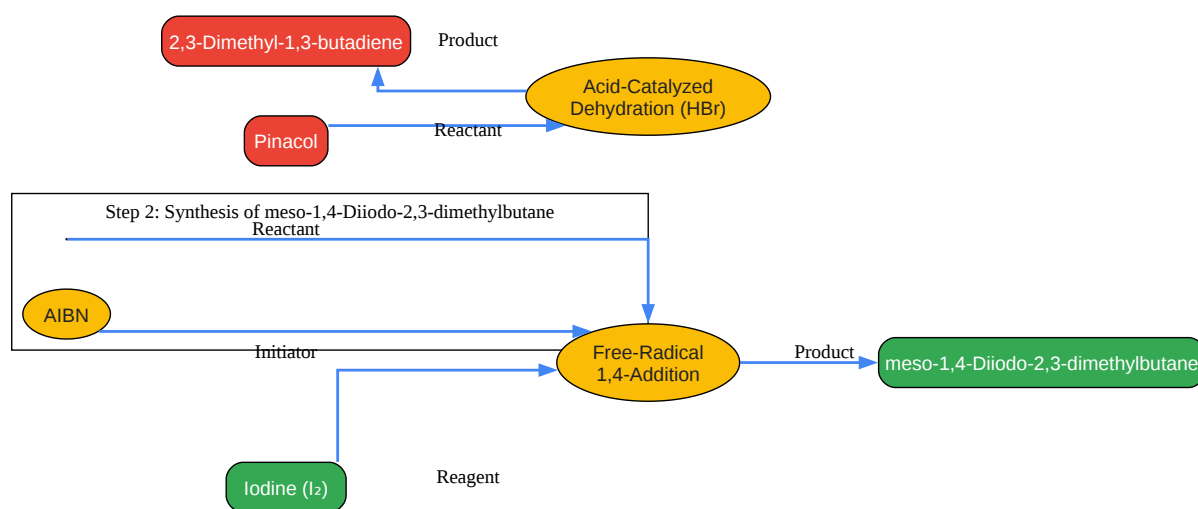 2,3-Dimethyl-1,3-butadiene
Product
Acid-Catalyzed
Dehydration (HBr)
Pinacol
Reactant
Step 2: Synthesis of meso-1,4-Diiodo-2,3-dimethylbutane
Reactant
AIBN
Initiator
Free-Radical
1,4-Addition
Product
meso-1,4-Diiodo-2,3-dimethylbutane
Iodine (I₂)
Reagent